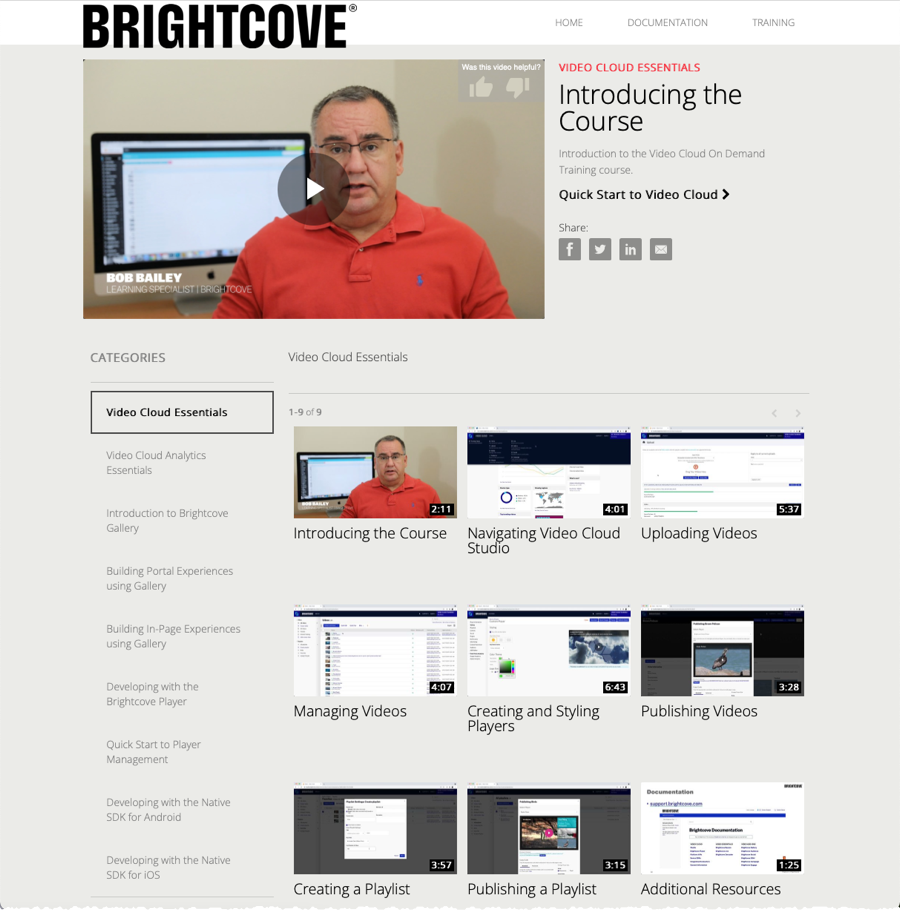 BRIGHTCOVE®
HOME
DOCUMENTATION
TRAINING
Was this video helpful?
BOB BAILEY
LEARNING SPECIALIST | BRIGHTCOVE
VIDEO CLOUD ESSENTIALS
Introducing the
Course
Introduction to the Video Cloud On Demand
Training course.
Quick Start to Video Cloud
Share:
CATEGORIES
Video Cloud Essentials
Video Cloud Analytics
Essentials
Introduction to Brightcove
Gallery
Building Portal Experiences
using Gallery
Building In-Page Experiences
using Gallery
Developing with the
Brightcove Player
Quick Start to Player
Management
Developing with the Native
SDK for Android
Developing with the Native
SDK for iOS
Video Cloud Essentials
1-9 of 9
2:11
Introducing the Course
4:01
Navigating Video Cloud
Studio
5:37
Uploading Videos
4:07
Managing Videos
6:43
Creating and Styling
Players
3:28
Publishing Videos
3:57
Creating a Playlist
3:15
Publishing a Playlist
Documentation
support.brightcove.com
Brightcove Documentation
1:25
Additional Resources